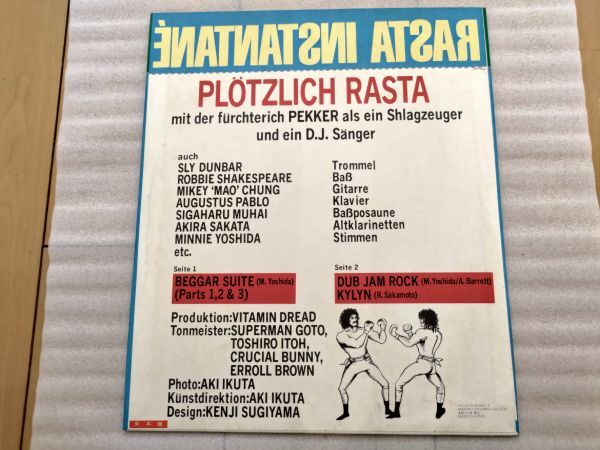 RASTA INSTANTANÉ
PLÖTZLICH RASTA
mit der fürchterich PEKKER als ein Shlagzeuger
und ein D.J. Sänger
auch
SLY DUNBAR Trommel
ROBBIE SHAKESPEARE Baß
MIKEY 'MAO' CHUNG Gitarre
AUGUSTUS PABLO Klavier
SIGAHARU MUHAI Baßposaune
AKIRA SAKATA Altklarinetten
MINNIE YOSHIDA Stimmen
etc.
Seite 1
BEGGAR SUITE (M. Yoshida)
(Parts 1,2 & 3)
Seite 2
DUB JAM ROCK (M. Yoshida/A. Barrett)
KYLYN (R. Sakamoto)
Produktion:VITAMIN DREAD
Tonmeister:SUPERMAN GOTO,
TOSHIRO ITOH,
CRUCIAL BUNNY,
ERROLL BROWN
Photo:AKI IKUTA
Kunstdirektion:AKI IKUTA
Design:KENJI SUGIYAMA
見本盤